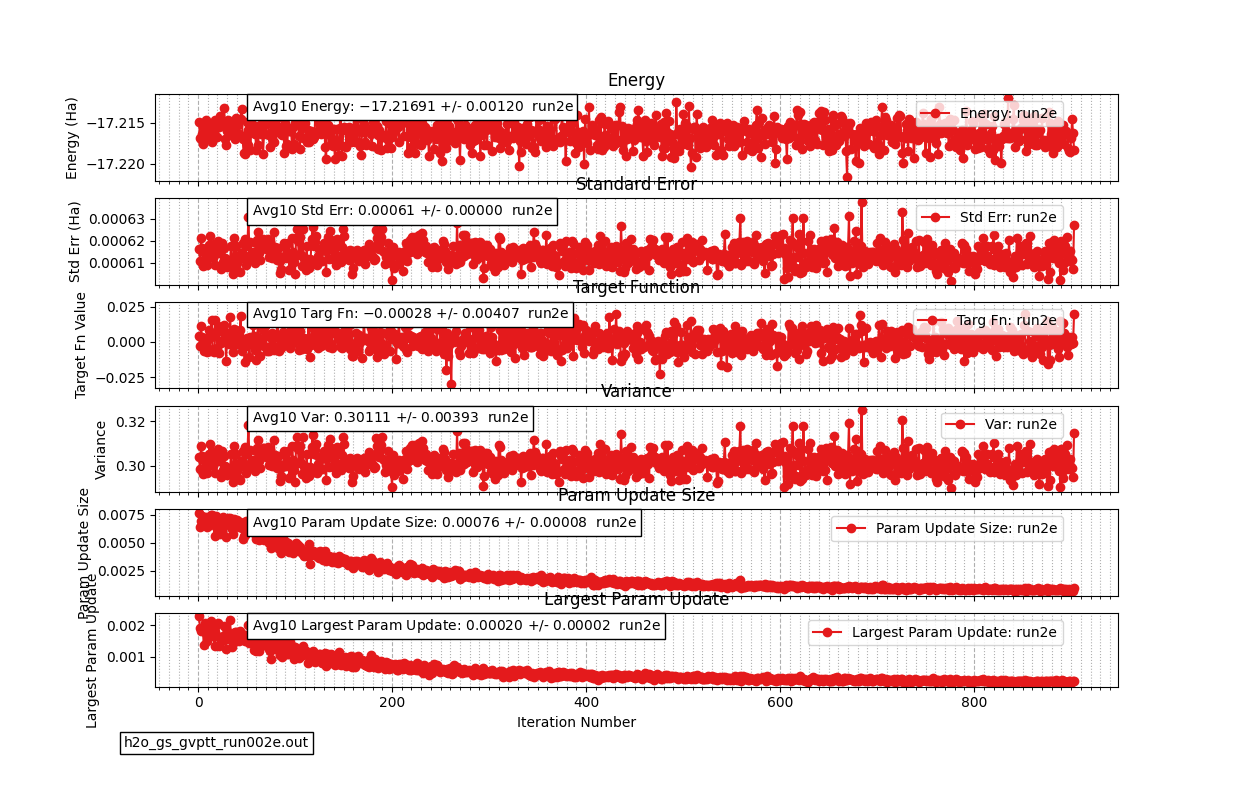 Energy
Energy (Ha)
−17.215
−17.220
Avg10 Energy: −17.21691 +/- 0.00120 run2e
Energy: run2e
Standard Error
Std Err (Ha)
0.00063
0.00062
0.00061
Avg10 Std Err: 0.00061 +/- 0.00000 run2e
Std Err: run2e
Target Function
Target Fn Value
0.025
0.000
−0.025
Avg10 Targ Fn: −0.00028 +/- 0.00407 run2e
Targ Fn: run2e
Variance
Variance
0.32
0.30
Avg10 Var: 0.30111 +/- 0.00393 run2e
Var: run2e
Param Update Size
Param Update Size
0.0075
0.0050
0.0025
Avg10 Param Update Size: 0.00076 +/- 0.00008 run2e
Param Update Size: run2e
Largest Param Update
Largest Param Update
0.002
0.001
Avg10 Largest Param Update: 0.00020 +/- 0.00002 run2e
Largest Param Update: run2e
0 200 400 600 800
Iteration Number
h2o_gs_gvptt_run002e.out